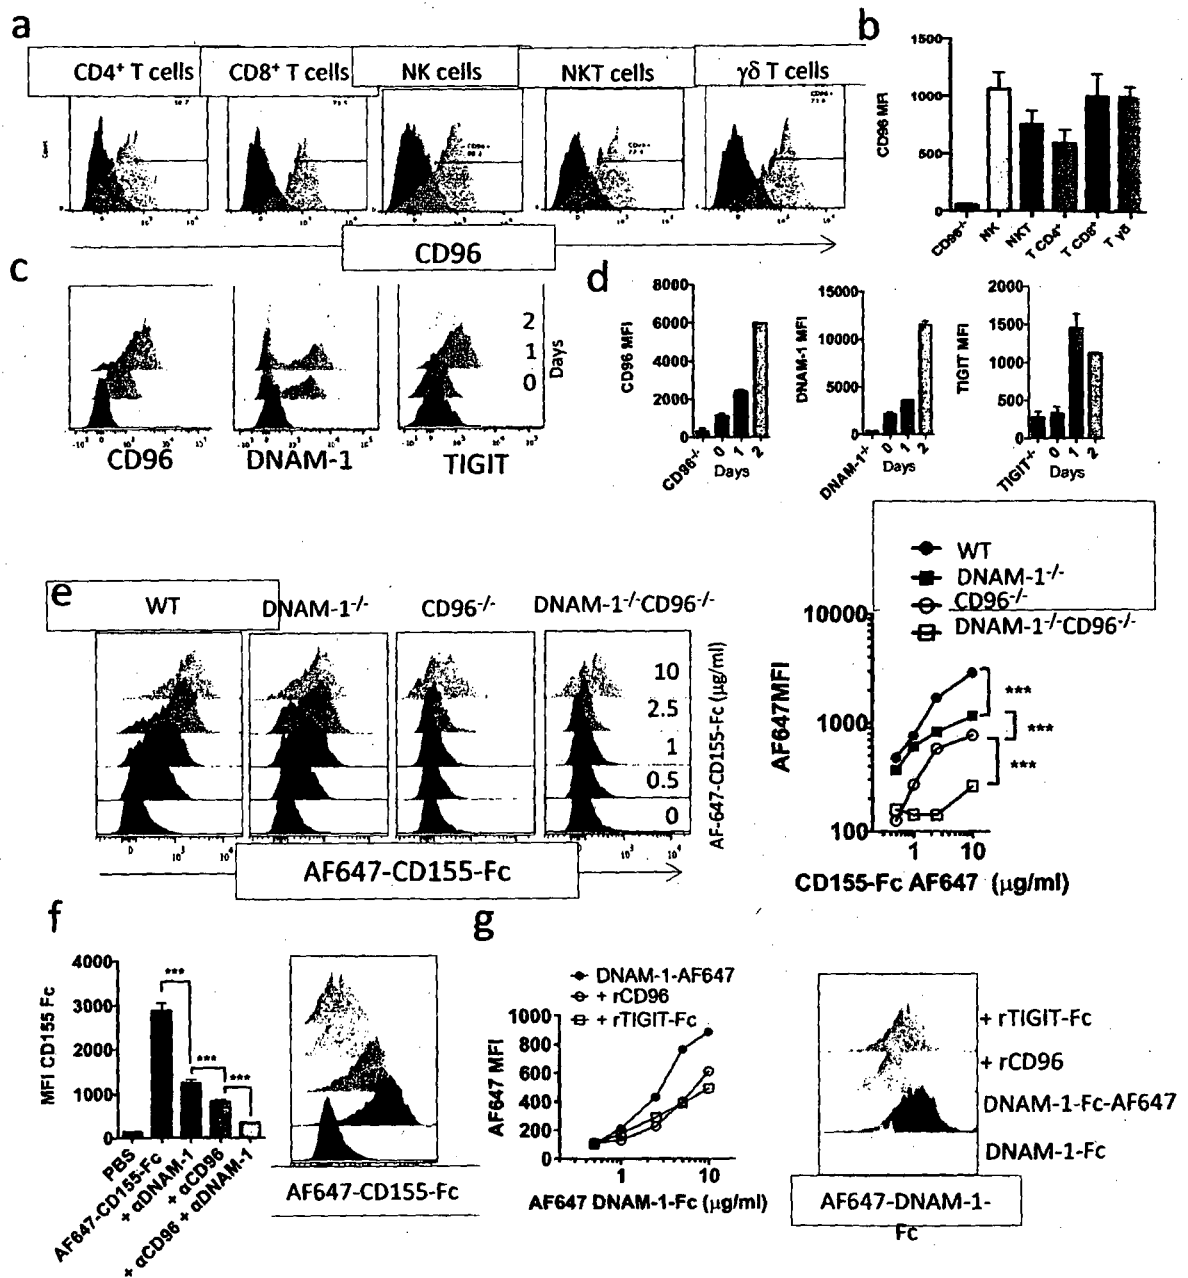 a
CD4⁺ T cells
CD8⁺ T cells
NK cells
NKT cells
γδ T cells
CD96
b
1500
1000
500
0
CD96 MFI
CD96⁻/⁻
NK
NKT
T CD4⁺
T CD8⁺
T γδ
c
2
1
0
Days
CD96
DNAM-1
TIGIT
d
8000
6000
4000
2000
0
CD96 MFI
CD96⁻/⁻
0
1
2
Days
15000
10000
5000
0
DNAM-1 MFI
DNAM-1⁻/⁻
0
1
2
Days
2000
1500
1000
500
0
TIGIT MFI
TIGIT⁻/⁻
0
1
2
Days
e
WT
DNAM-1⁻/⁻
CD96⁻/⁻
DNAM-1⁻/⁻CD96⁻/⁻
10
2.5
1
0.5
0
AF-647-CD155-Fc (μg/ml)
AF647-CD155-Fc
WT
DNAM-1⁻/⁻
CD96⁻/⁻
DNAM-1⁻/⁻CD96⁻/⁻
10000
1000
100
AF647MFI
***
***
***
1
10
CD155-Fc AF647 (μg/ml)
f
4000
3000
2000
1000
0
MFI CD155 Fc
***
***
***
PBS
AF647-CD155-Fc
+ αDNAM-1
+ αCD96
+ αCD96 + αDNAM-1
AF647-CD155-Fc
g
DNAM-1-AF647
+ rCD96
+ rTIGIT-Fc
1000
800
600
400
200
0
AF647 MFI
1
10
AF647 DNAM-1-Fc (μg/ml)
+ rTIGIT-Fc
+ rCD96
DNAM-1-Fc-AF647
DNAM-1-Fc
AF647-DNAM-1-
Fc